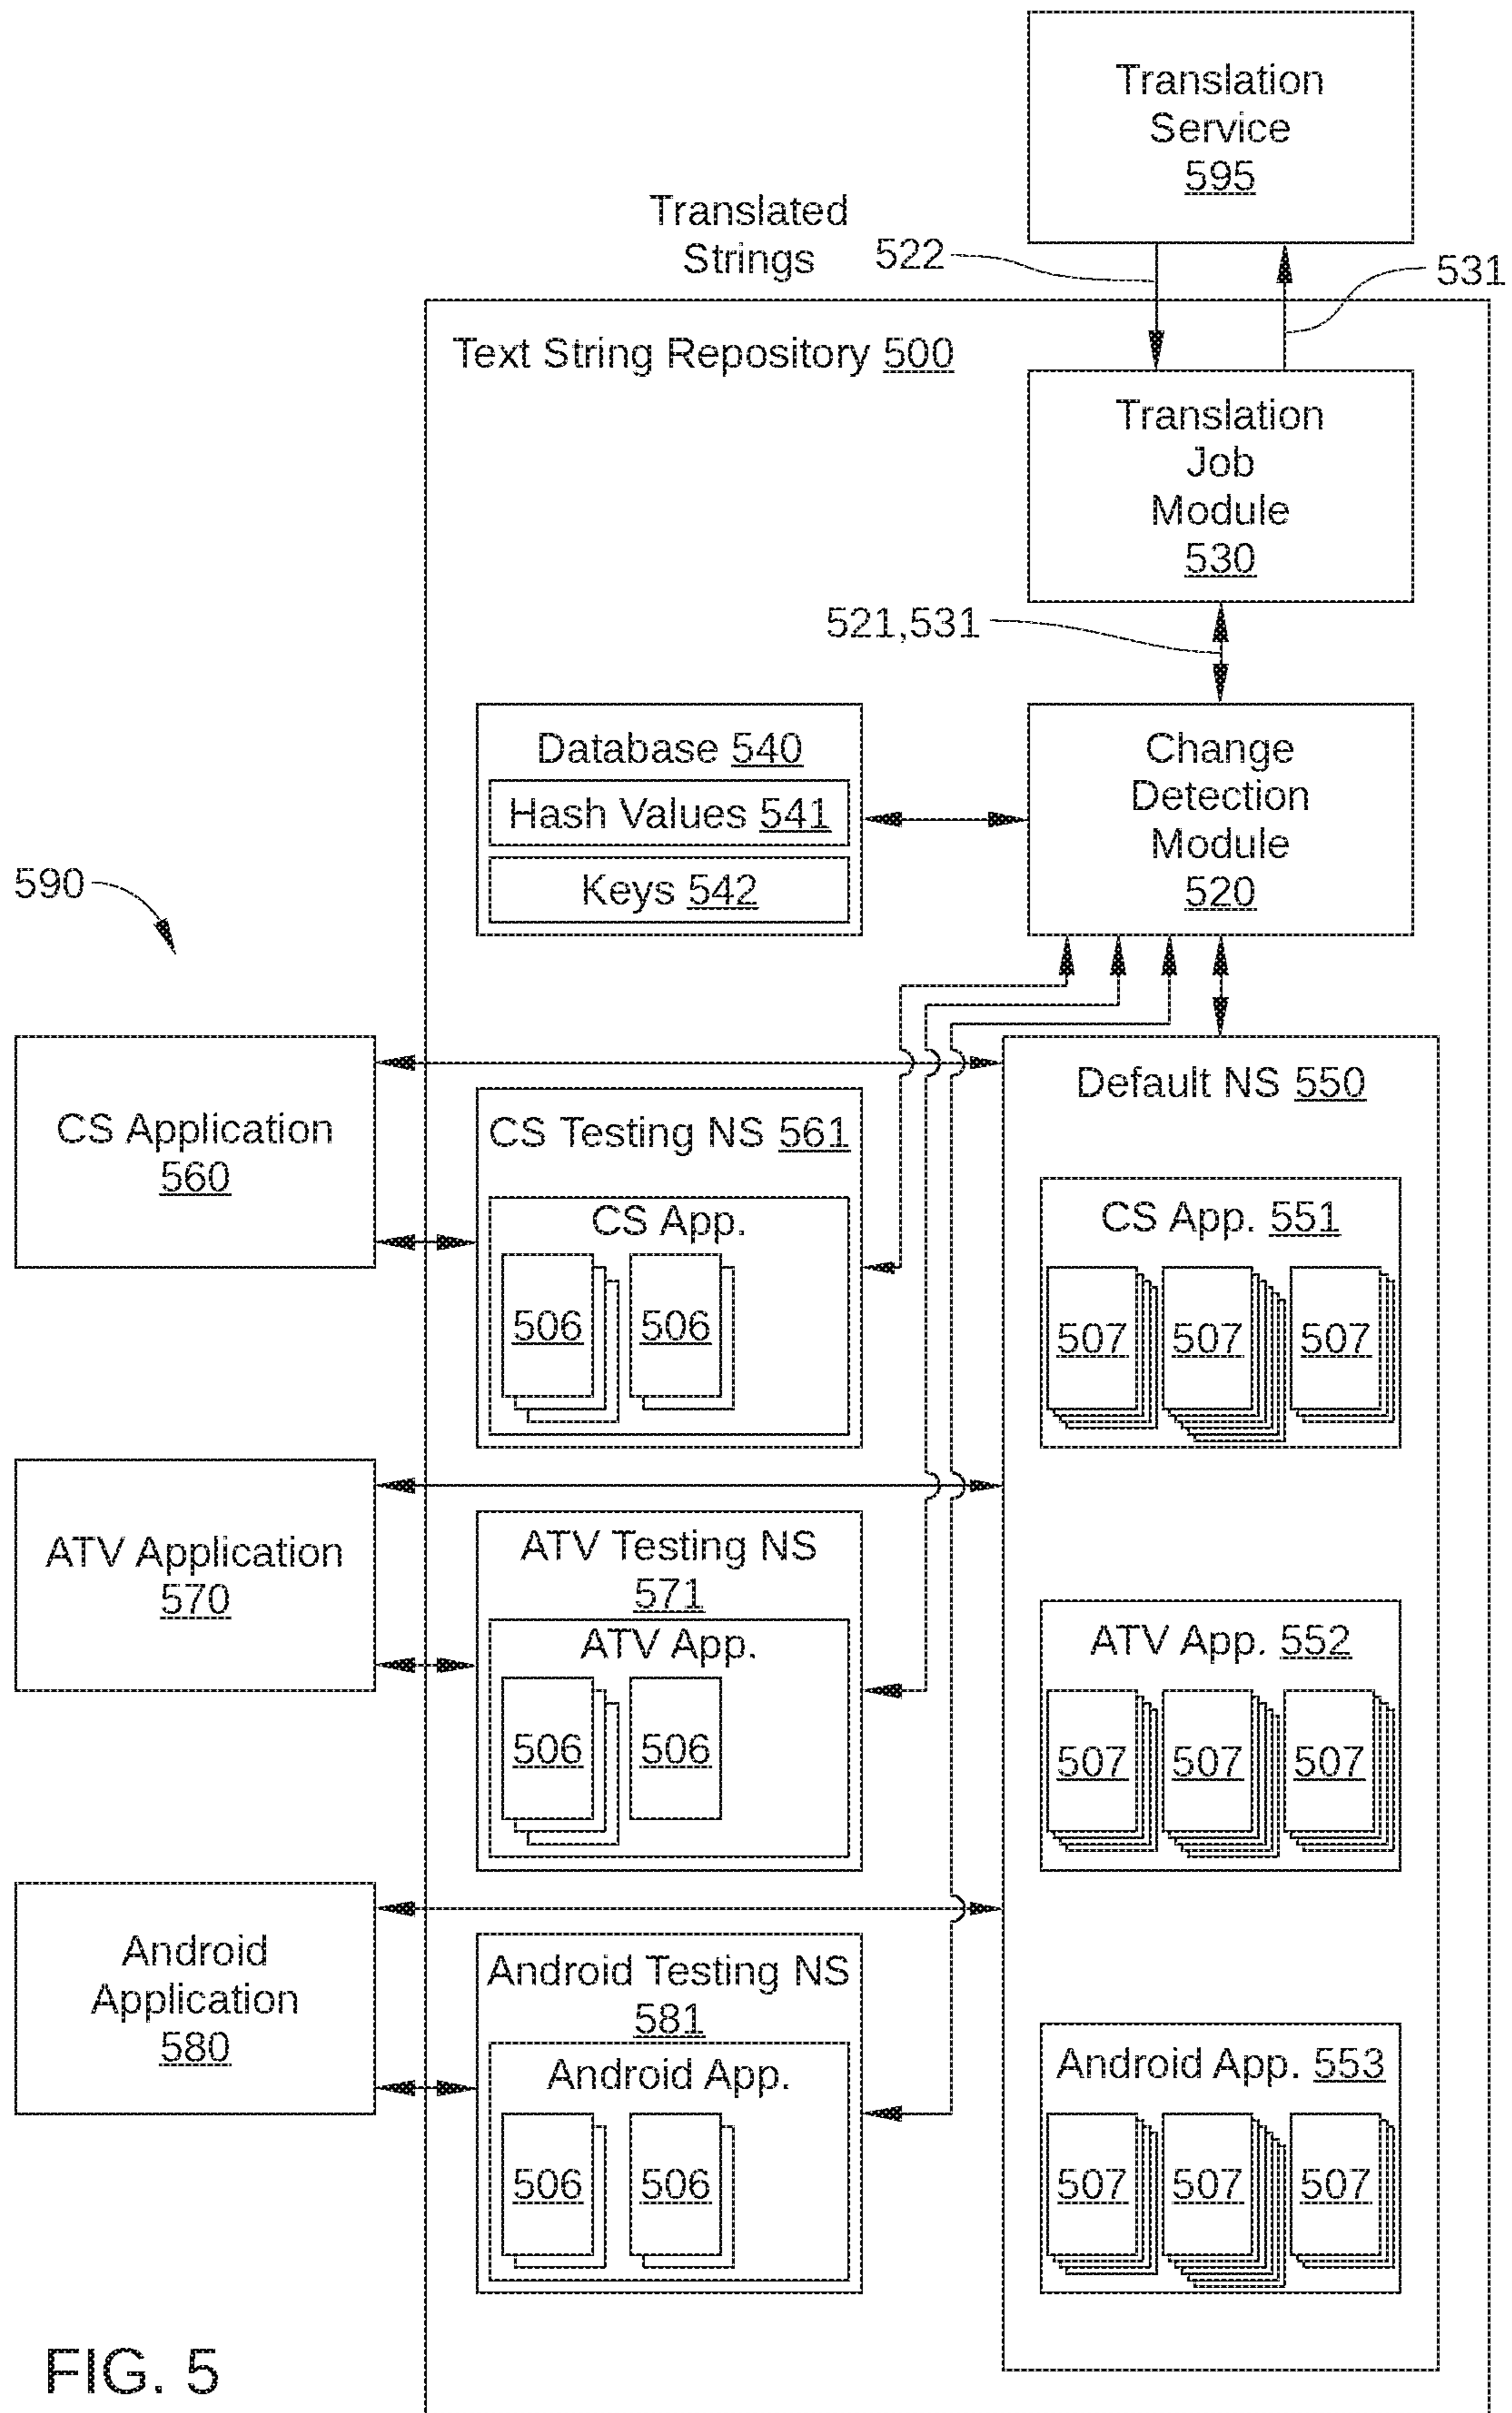 Translation
Service
595
Translated
Strings
522
531
Text String Repository 500
Translation
Job
Module
530
521,531
Database 540
Hash Values 541
Keys 542
Change
Detection
Module
520
590
CS Application
560
CS Testing NS 561
CS App.
506 506
Default NS 550
CS App. 551
507 507 507
ATV Application
570
ATV Testing NS
571
ATV App.
506 506
ATV App. 552
507 507 507
Android
Application
580
Android Testing NS
581
Android App.
506 506
Android App. 553
507 507 507
FIG. 5